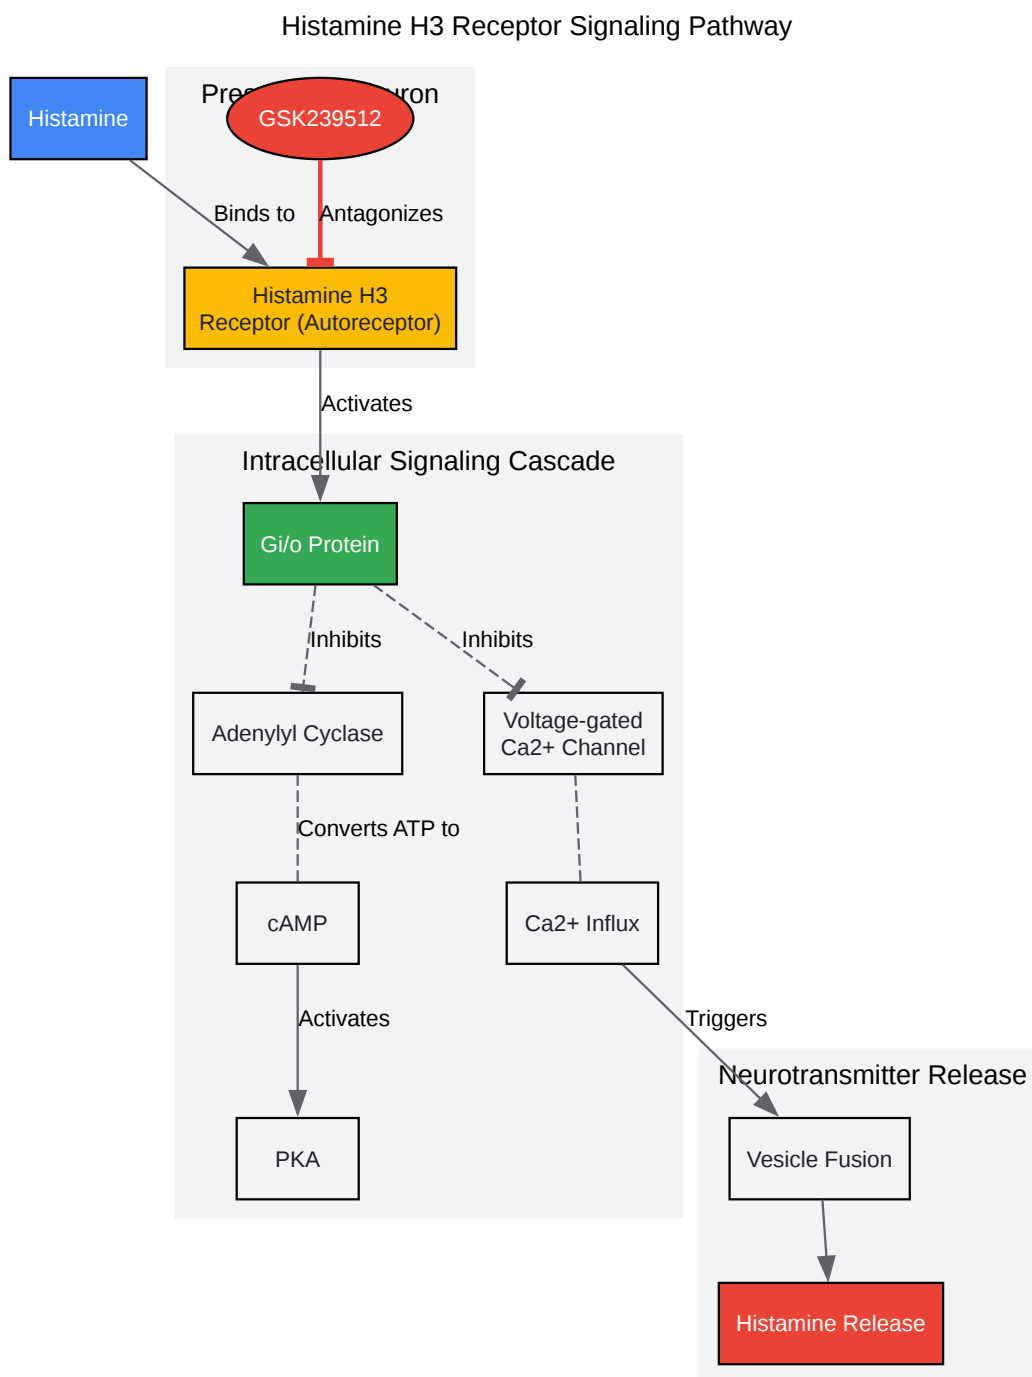 Histamine H3 Receptor Signaling Pathway
Histamine
GSK239512
Binds to
Antagonizes
Histamine H3
Receptor (Autoreceptor)
Activates
Intracellular Signaling Cascade
Gi/o Protein
Inhibits
Inhibits
Adenylyl Cyclase
Voltage-gated
Ca2+ Channel
Converts ATP to
cAMP
Ca2+ Influx
Activates
Triggers
Neurotransmitter Release
PKA
Vesicle Fusion
Histamine Release